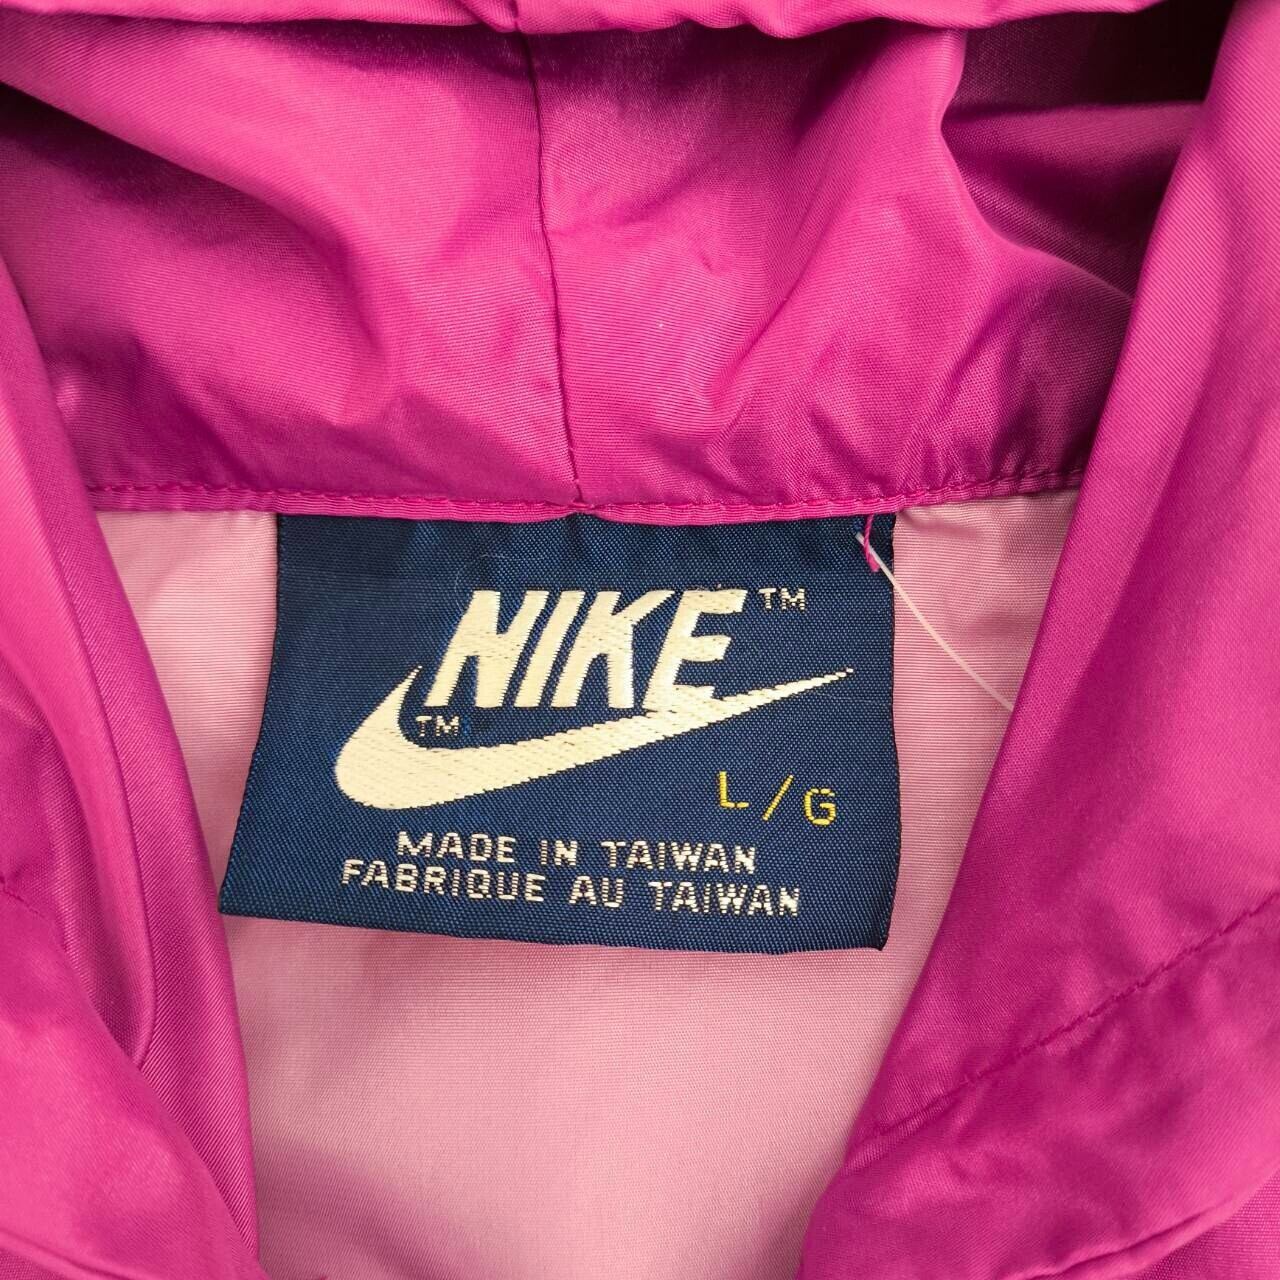 NIKE™
™
L/G
MADE IN TAIWAN
FABRIQUE AU TAIWAN